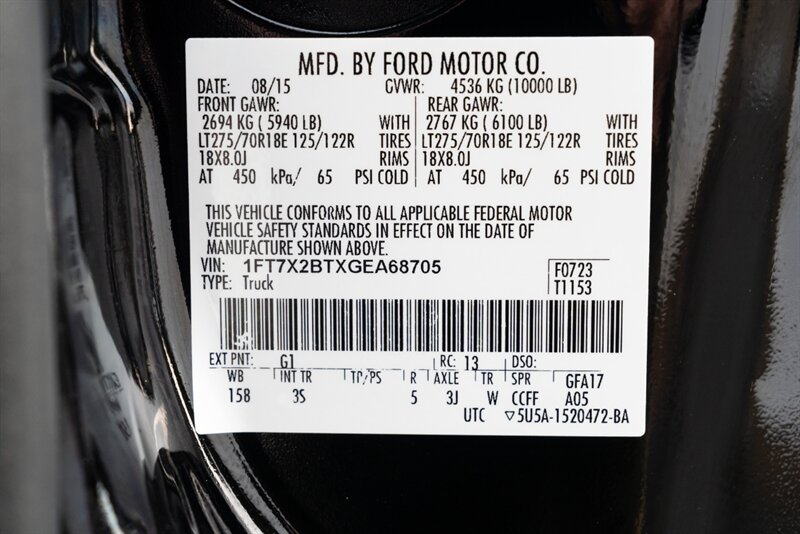 MFD. BY FORD MOTOR CO.
DATE: 08/15 GVWR: 4536 KG (10000 LB)
FRONT GAWR: REAR GAWR:
2694 KG ( 5940 LB) WITH 2767 KG ( 6100 LB) WITH
LT275/70R18E 125/122R TIRES LT275/70R18E 125/122R TIRES
18X8.0J RIMS 18X8.0J RIMS
AT 450 kPa/ 65 PSI COLD AT 450 kPa/ 65 PSI COLD
THIS VEHICLE CONFORMS TO ALL APPLICABLE FEDERAL MOTOR
VEHICLE SAFETY STANDARDS IN EFFECT ON THE DATE OF
MANUFACTURE SHOWN ABOVE.
VIN: 1FT7X2BTXGEA68705 F0723
TYPE: Truck T1153
EXT PNT: G1 RC: 13 DSO:
WB INT TR TP/PS R AXLE TR SPR GFA17
158 3S 5 3J W CCFF A05
UTC ▽5U5A-1520472-BA